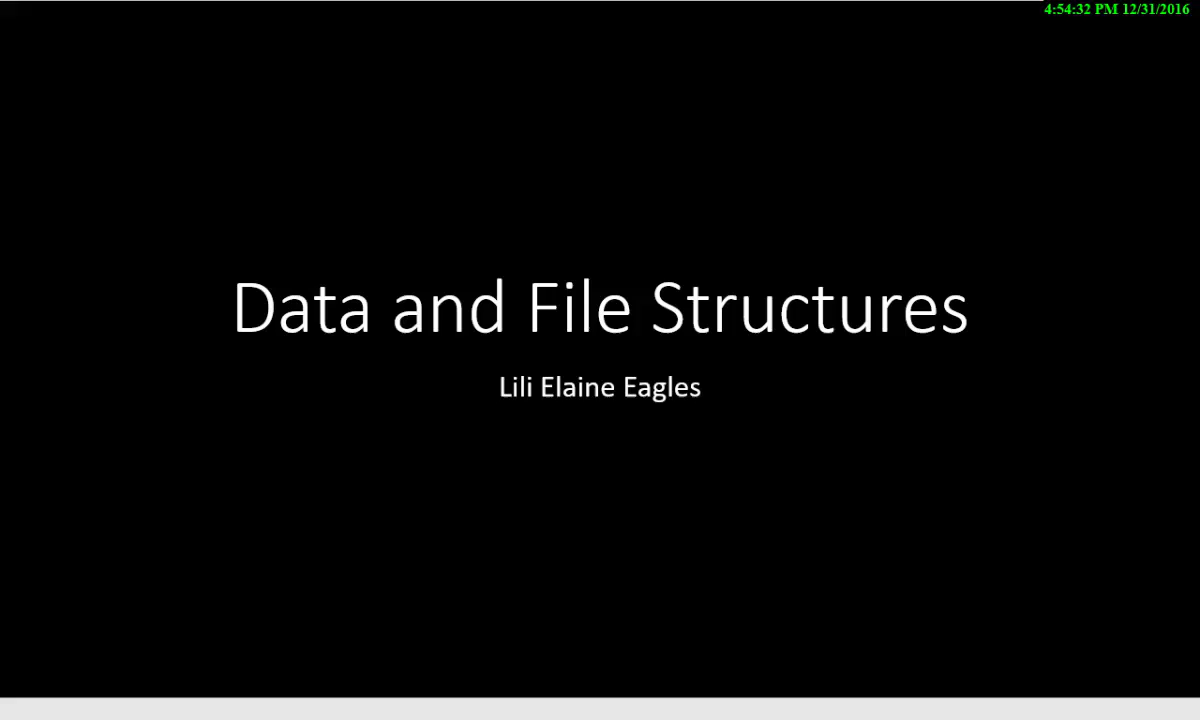 4:54:32 PM 12/31/2016
Data and File Structures
Lili Elaine Eagles